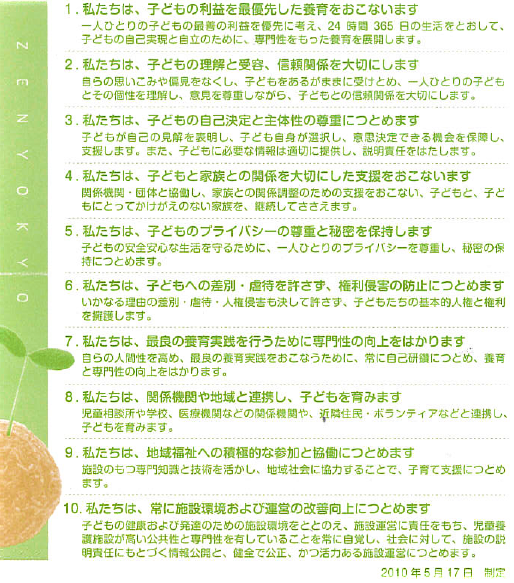 ZENYOKYO
1. 私たちは、子どもの利益を最優先した養育をおこないます
一人ひとりの子どもの最善の利益を優先に考え、24 時間 365 日の生活をとおして、
子どもの自己実現と自立のために、専門性をもった養育を展開します。
2. 私たちは、子どもの理解と受容、信頼関係を大切にします
自らの思いこみや偏見をなくし、子どもをあるがままに受けとめ、一人ひとりの子ども
とその個性を理解し、意見を尊重しながら、子どもとの信頼関係を大切にします。
3. 私たちは、子どもの自己決定と主体性の尊重につとめます
子どもが自己の見解を表明し、子ども自身が選択し、意思決定できる機会を保障し、
支援します。また、子どもに必要な情報は適切に提供し、説明責任をはたします。
4. 私たちは、子どもと家族との関係を大切にした支援をおこないます
関係機関・団体と協働し、家族との関係調整のための支援をおこない、子どもと、子ど
もにとってかけがえのない家族を、継続してささえます。
5. 私たちは、子どものプライバシーの尊重と秘密を保持します
子どもの安全安心な生活を守るために、一人ひとりのプライバシーを尊重し、秘密の保
持につとめます。
6. 私たちは、子どもへの差別・虐待を許さず、権利侵害の防止につとめます
いかなる理由の差別・虐待・人権侵害も決して許さず、子どもたちの基本的人権と権利
を擁護します。
7. 私たちは、最良の養育実践を行うために専門性の向上をはかります
自らの人間性を高め、最良の養育実践をおこなうために、常に自己研鑽につとめ、養育
と専門性の向上をはかります。
8. 私たちは、関係機関や地域と連携し、子どもを育みます
児童相談所や学校、医療機関などの関係機関や、近隣住民・ボランティアなどと連携し、
子どもを育みます。
9. 私たちは、地域福祉への積極的な参加と協働につとめます
施設のもつ専門知識と技術を活かし、地域社会に協力することで、子育て支援につとめ
ます。
10. 私たちは、常に施設環境および運営の改善向上につとめます
子どもの健康および発達のための施設環境をととのえ、施設運営に責任をもち、児童養
護施設が高い公共性と専門性を有していることを常に自覚し、社会に対して、施設の説
明責任にもとづく情報公開と、健全で公正、かつ活力ある施設運営につとめます。
2010 年 5 月 17 日 制定